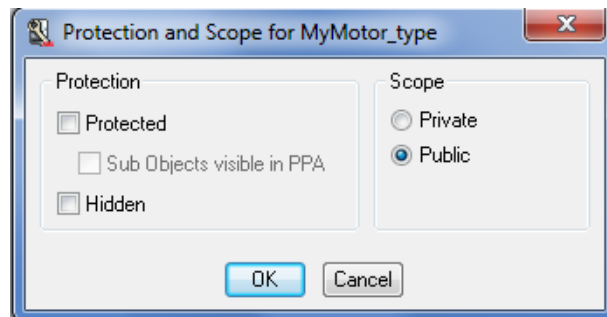 Protection and Scope for MyMotor_type
Protection
Protected
Sub Objects visible in PPA
Hidden
Scope
Private
Public
OK
Cancel